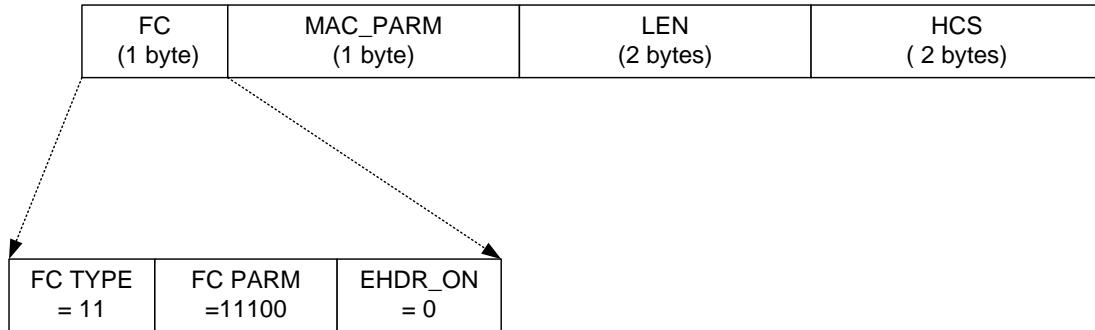 FC
(1 byte)
MAC_PARM
(1 byte)
LEN
(2 bytes)
HCS
( 2 bytes)
FC TYPE
= 11
FC PARM
=11100
EHDR_ON
= 0